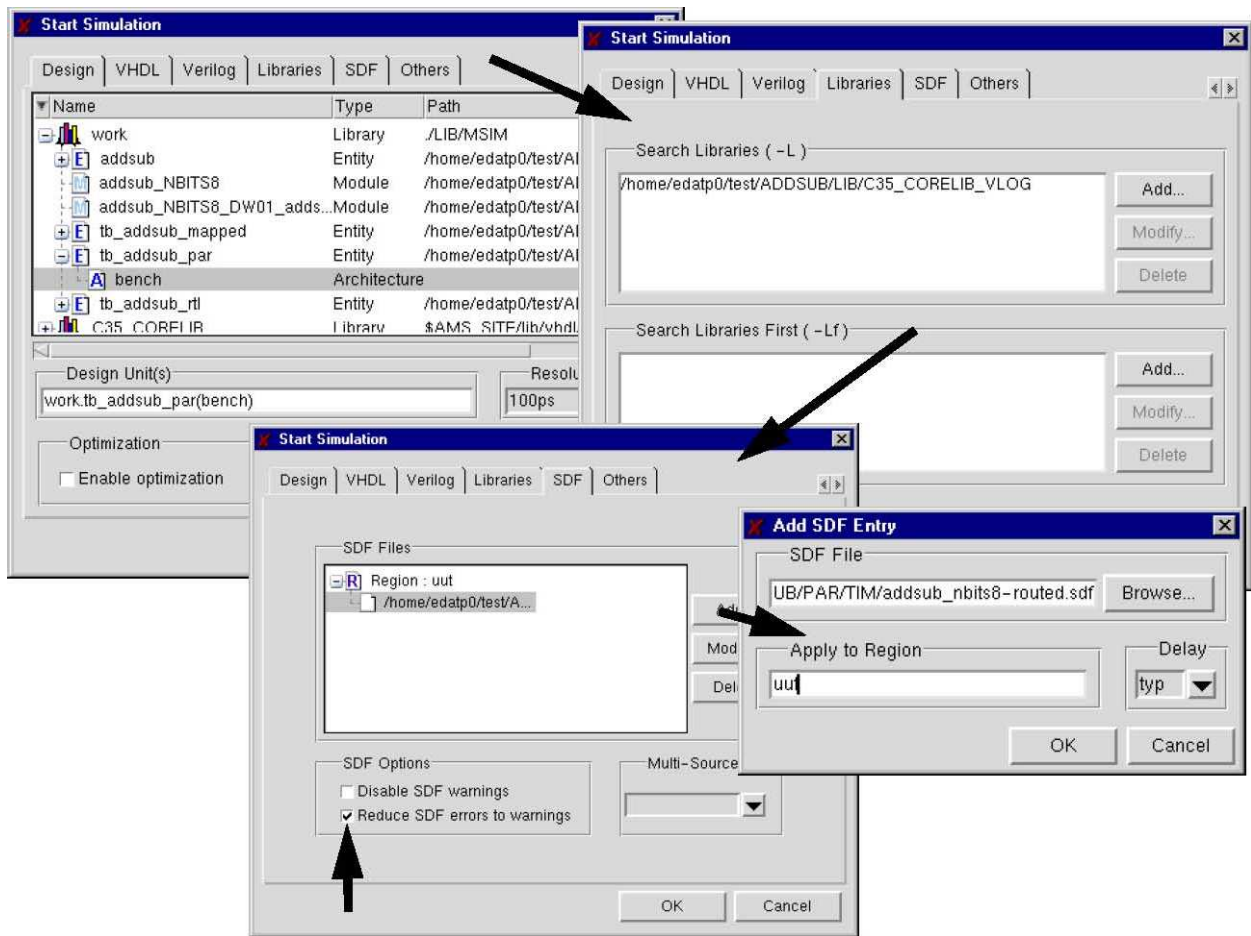 Start Simulation
Design VHDL Verilog Libraries SDF Others
Name Type Path
work Library ./LIB/MSIM
addsub Entity /home/edatp0/test/AI
addsub_NBITS8 Module /home/edatp0/test/AI
addsub_NBITS8_DW01_adds... Module /home/edatp0/test/AI
tb_addsub_mapped Entity /home/edatp0/test/AI
tb_addsub_par Entity /home/edatp0/test/AI
bench Architecture
tb_addsub_rtl Entity /home/edatp0/test/AI
C35_CORELIB Library $AMS_SITE/lib/vhdl.
Design Unit(s)
work.tb_addsub_par(bench)
Resolu
100ps
Optimization
Enable optimization
Start Simulation
Design VHDL Verilog Libraries SDF Others
Search Libraries ( -L )
/home/edatp0/test/ADDSUB/LIB/C35_CORELIB_VLOG
Add...
Modify...
Delete
Search Libraries First ( -Lf )
Add...
Modify...
Delete
Start Simulation
Design VHDL Verilog Libraries SDF Others
SDF Files
Region : uut
/home/edatp0/test/A...
Mod
SDF Options
Disable SDF warnings
Reduce SDF errors to warnings
Multi-Source
OK Cancel
Add SDF Entry
SDF File
UB/PAR/TIM/addsub_nbits8-routed.sdf
Browse...
Apply to Region
uut
Delay
typ
OK Cancel